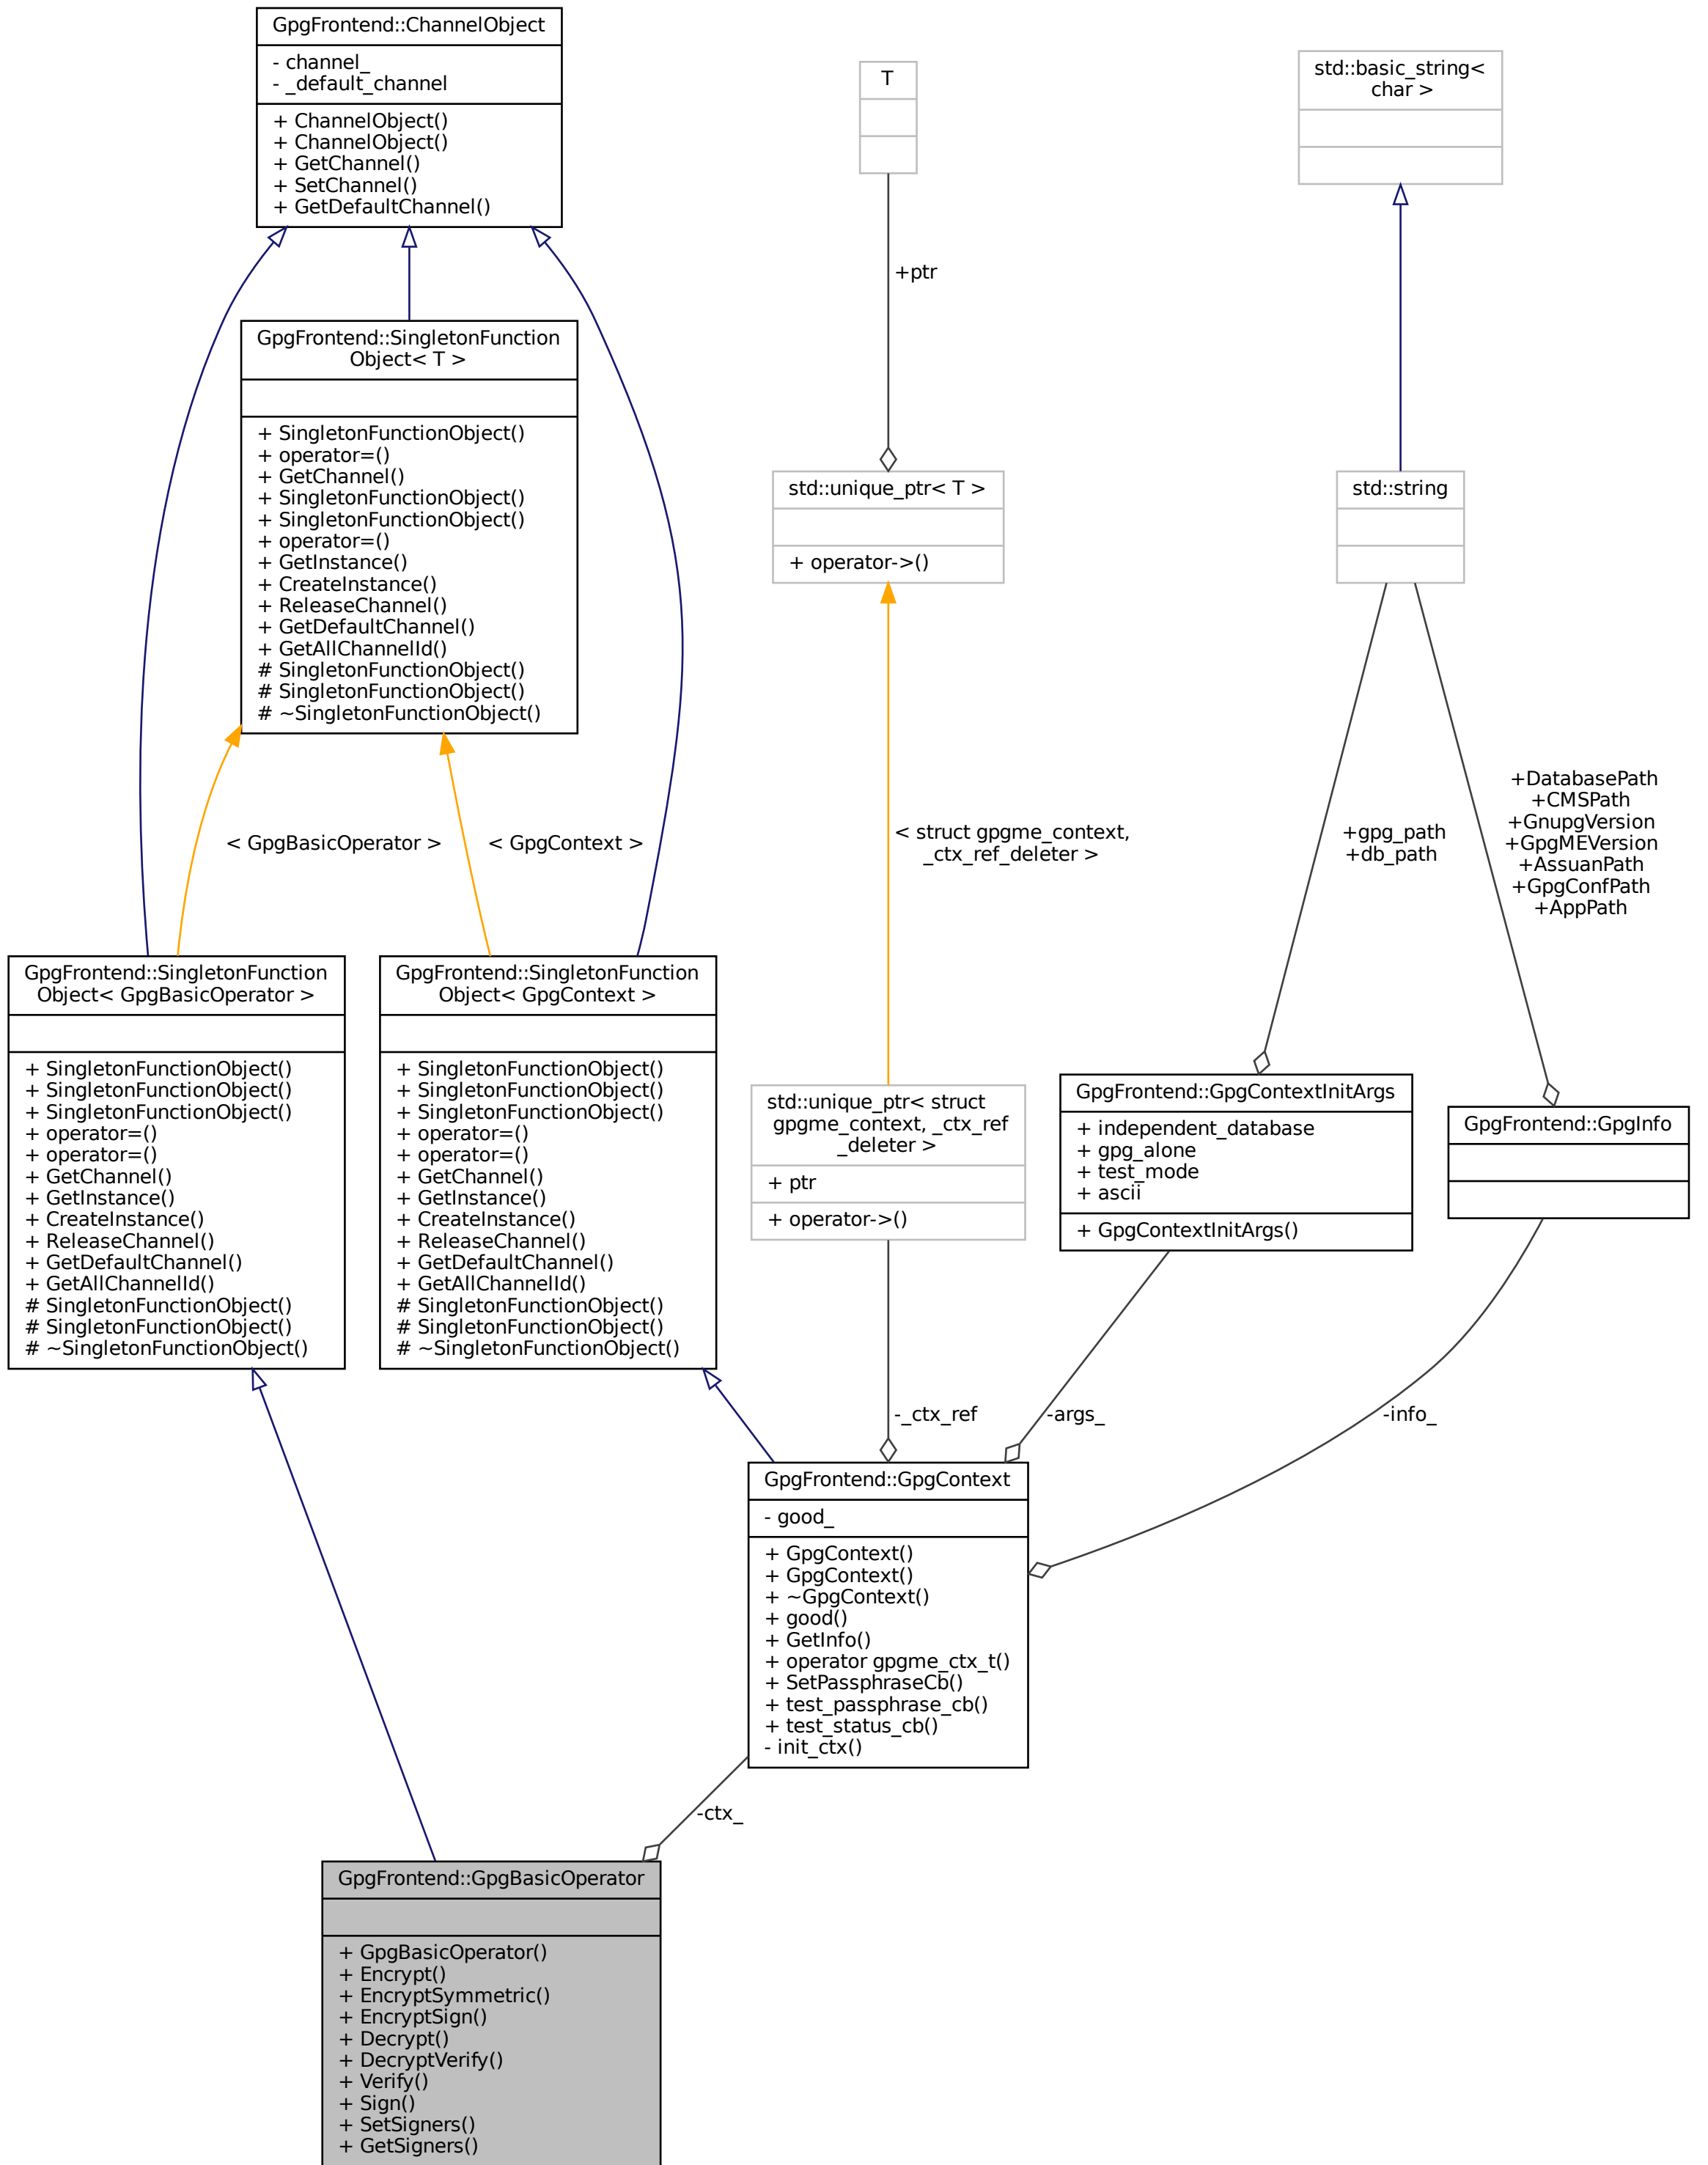 GpgFrontend::ChannelObject
- channel_
- _default_channel
+ ChannelObject()
+ ChannelObject()
+ GetChannel()
+ SetChannel()
+ GetDefaultChannel()
T
std::basic_string<
char >
+ptr
GpgFrontend::SingletonFunction
Object< T >
+ SingletonFunctionObject()
+ operator=()
+ GetChannel()
+ SingletonFunctionObject()
+ SingletonFunctionObject()
+ operator=()
+ GetInstance()
+ CreateInstance()
+ ReleaseChannel()
+ GetDefaultChannel()
+ GetAllChannelId()
# SingletonFunctionObject()
# SingletonFunctionObject()
# ~SingletonFunctionObject()
std::unique_ptr< T >
+ operator->()
std::string
< GpgBasicOperator >
< GpgContext >
< struct gpgme_context,
_ctx_ref_deleter >
+gpg_path
+db_path
+DatabasePath
+CMSPath
+GnupgVersion
+GpgMEVersion
+AssuanPath
+GpgConfPath
+AppPath
GpgFrontend::SingletonFunction
Object< GpgBasicOperator >
+ SingletonFunctionObject()
+ SingletonFunctionObject()
+ SingletonFunctionObject()
+ operator=()
+ operator=()
+ GetChannel()
+ GetInstance()
+ CreateInstance()
+ ReleaseChannel()
+ GetDefaultChannel()
+ GetAllChannelId()
# SingletonFunctionObject()
# SingletonFunctionObject()
# ~SingletonFunctionObject()
GpgFrontend::SingletonFunction
Object< GpgContext >
+ SingletonFunctionObject()
+ SingletonFunctionObject()
+ SingletonFunctionObject()
+ operator=()
+ operator=()
+ GetChannel()
+ GetInstance()
+ CreateInstance()
+ ReleaseChannel()
+ GetDefaultChannel()
+ GetAllChannelId()
# SingletonFunctionObject()
# SingletonFunctionObject()
# ~SingletonFunctionObject()
std::unique_ptr< struct
gpgme_context, _ctx_ref
_deleter >
+ ptr
+ operator->()
GpgFrontend::GpgContextInitArgs
+ independent_database
+ gpg_alone
+ test_mode
+ ascii
+ GpgContextInitArgs()
GpgFrontend::GpgInfo
-_ctx_ref
-args_
-info_
GpgFrontend::GpgContext
- good_
+ GpgContext()
+ GpgContext()
+ ~GpgContext()
+ good()
+ GetInfo()
+ operator gpgme_ctx_t()
+ SetPassphraseCb()
+ test_passphrase_cb()
+ test_status_cb()
- init_ctx()
-ctx_
GpgFrontend::GpgBasicOperator
+ GpgBasicOperator()
+ Encrypt()
+ EncryptSymmetric()
+ EncryptSign()
+ Decrypt()
+ DecryptVerify()
+ Verify()
+ Sign()
+ SetSigners()
+ GetSigners()